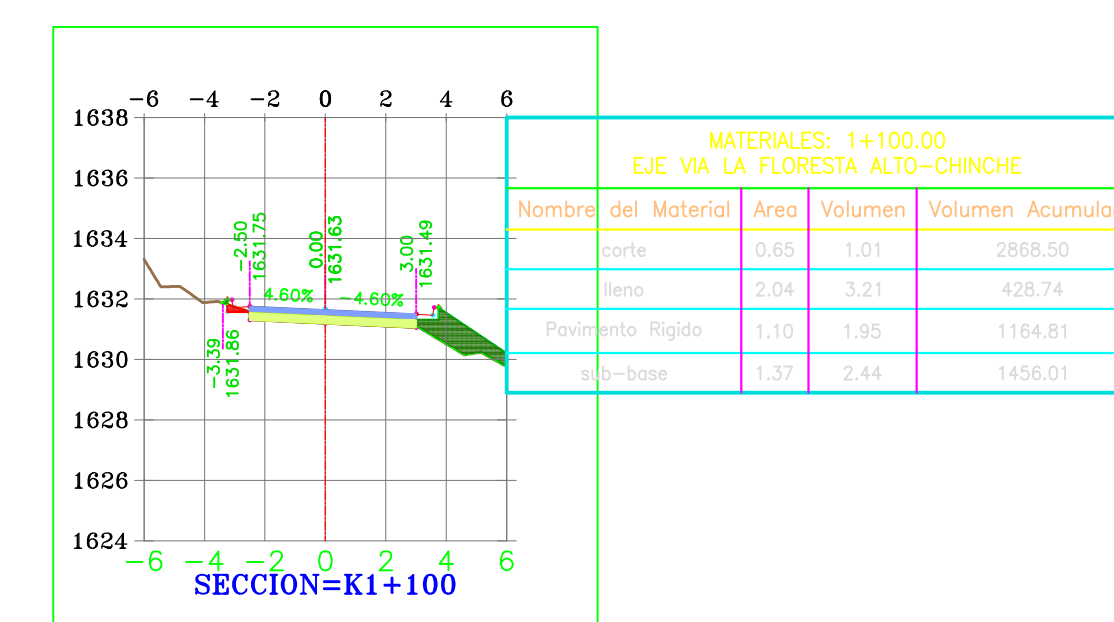 -6 -4 -2 0 2 4 6
1638
1636
1634
1632
1630
1628
1626
1624
-2.50
1631.75
0.00
1631.63
3.00
1631.49
4.60%
-4.60%
-3.39
1631.86
-6 -4 -2 0 2 4 6
SECCION=K1+100
MATERIALES: 1+100.00
EJE VIA LA FLORESTA ALTO-CHINCHE
Nombre del Material Area Volumen Volumen Acumula
corte 0.65 1.01 2868.50
lleno 2.04 3.21 428.74
Pavimento Rigido 1.10 1.95 1164.81
sub-base 1.37 2.44 1456.01